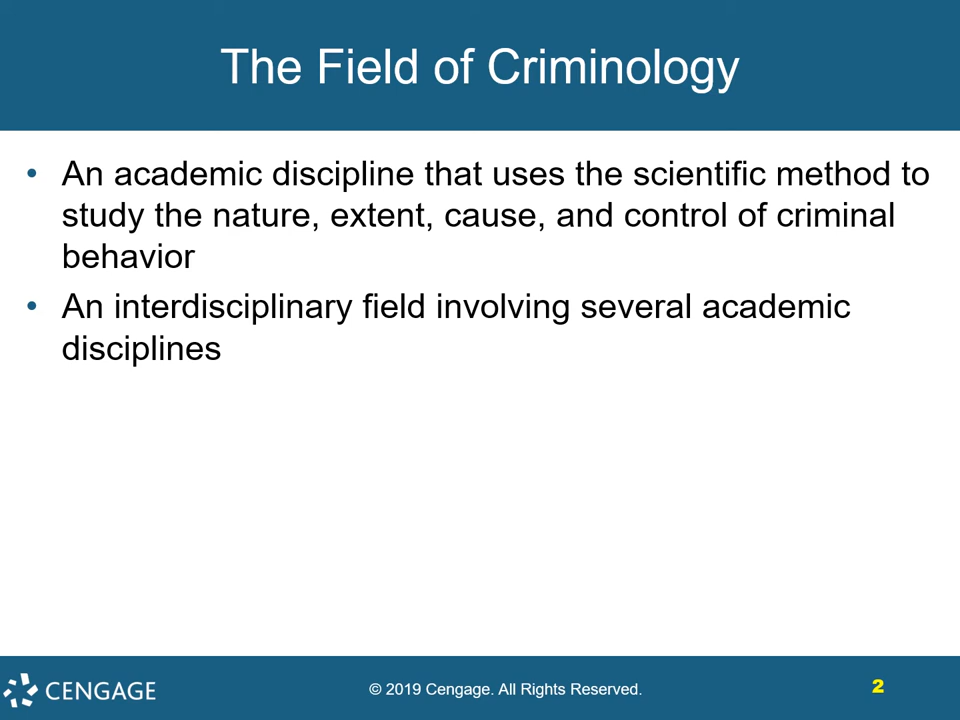 The Field of Criminology
• An academic discipline that uses the scientific method to
study the nature, extent, cause, and control of criminal
behavior
• An interdisciplinary field involving several academic
disciplines
CENGAGE
© 2019 Cengage. All Rights Reserved.
2